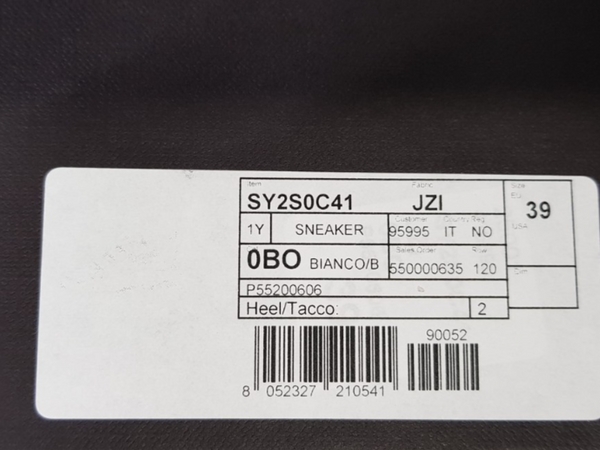 Item Fabric Size
SY2S0C41 JZI EU 39
Customer Country Reg. USA
1Y SNEAKER 95995 IT NO
Sales Order Row
0BO BIANCO/B 550000635 120
P55200606
Heel/Tacco: 2
90052
8 052327 210541